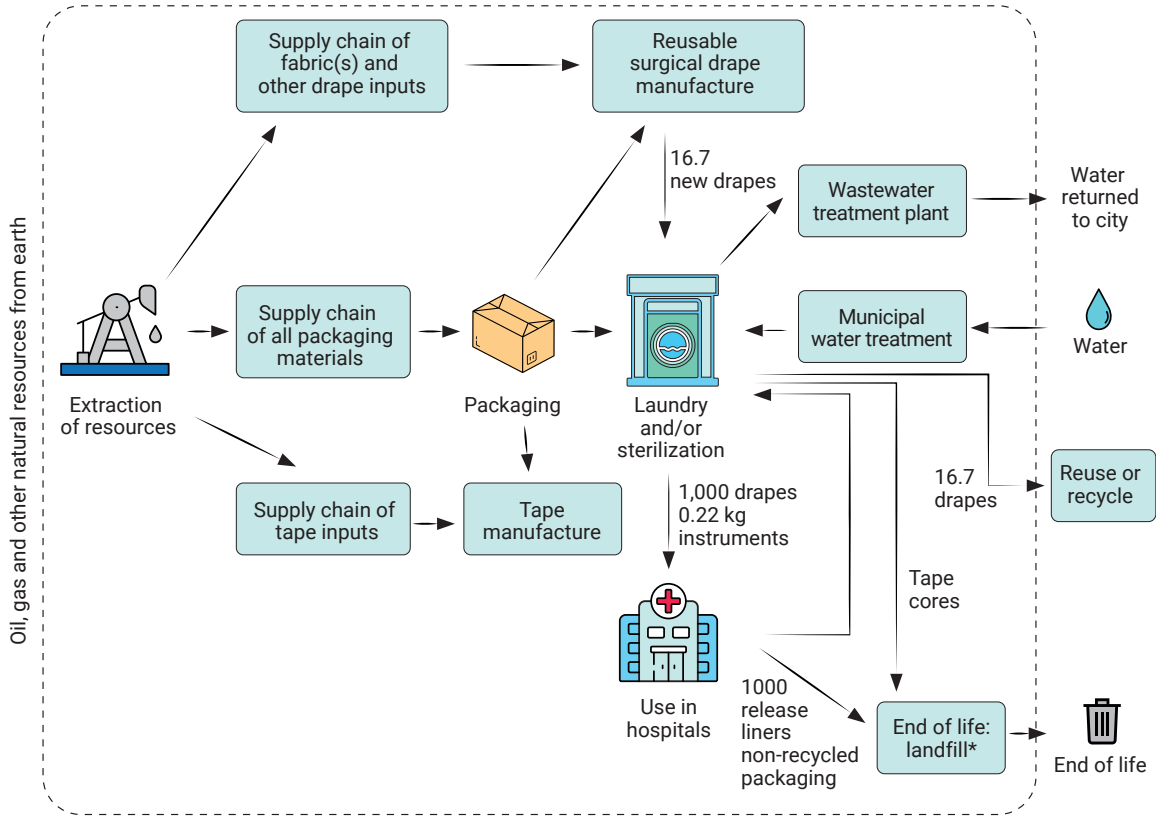 Oil, gas and other natural resources from earth
Supply chain of
fabric(s) and
other drape inputs
Reusable
surgical drape
manufacture
16.7
new drapes
Wastewater
treatment plant
Water
returned
to city
Extraction
of resources
Supply chain
of all packaging
materials
Packaging
Laundry
and/or
sterilization
Municipal
water treatment
Water
Supply chain of
tape inputs
Tape
manufacture
1,000 drapes
0.22 kg
instruments
16.7
drapes
Reuse or
recycle
Tape
cores
Use in
hospitals
1000
release
liners
non-recycled
packaging
End of life:
landfill*
End of life